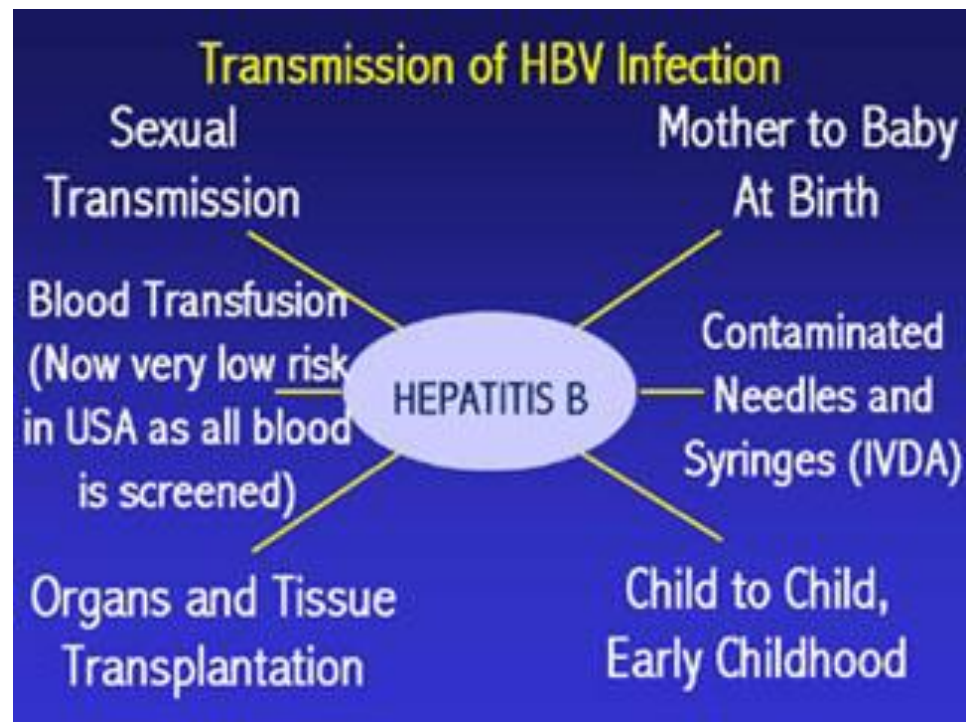 Transmission of HBV Infection
Sexual
Transmission
Mother to Baby
At Birth
Blood Transfusion
(Now very low risk
in USA as all blood
is screened)
HEPATITIS B
Contaminated
Needles and
Syringes (IVDA)
Organs and Tissue
Transplantation
Child to Child,
Early Childhood